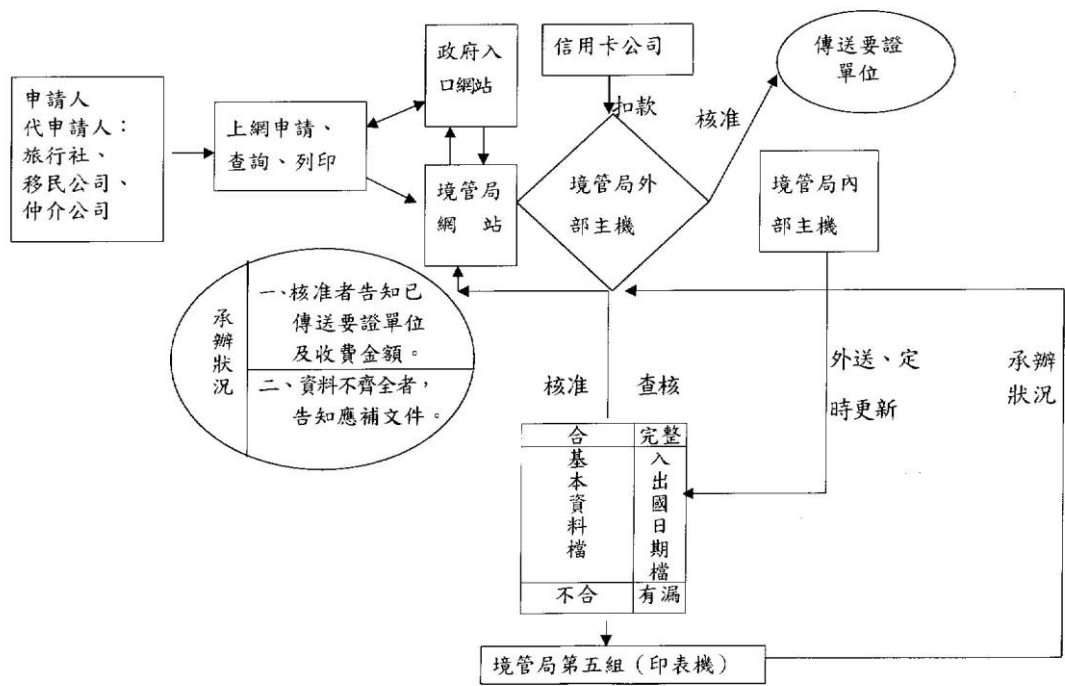 申請人
代申請人：
旅行社、
移民公司、
仲介公司
上網申請、
查詢、列印
政府入
口網站
境管局
網 站
信用卡公司
扣款
境管局外
部主機
核准
傳送要證
單位
境管局內
部主機
承辦狀況
一、核准者告知已
傳送要證單位
及收費金額。
二、資料不齊全者，
告知應補文件。
核准 查核
外送、定
時更新
承辦
狀況
合 完整
基本資料檔
入出國日期檔
不合 有漏
境管局第五組（印表機）